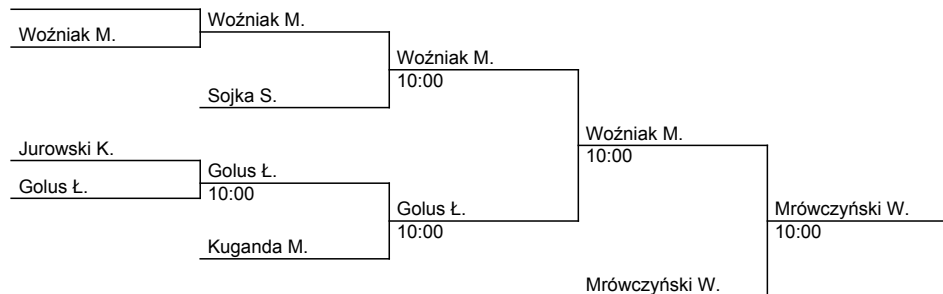 Woźniak M.
Woźniak M.
Woźniak M.
10:00
Sojka S.
Woźniak M.
10:00
Jurowski K.
Golus Ł.
Golus Ł.
10:00
Golus Ł.
10:00
Mrówczyński W.
10:00
Kuganda M.
Mrówczyński W.